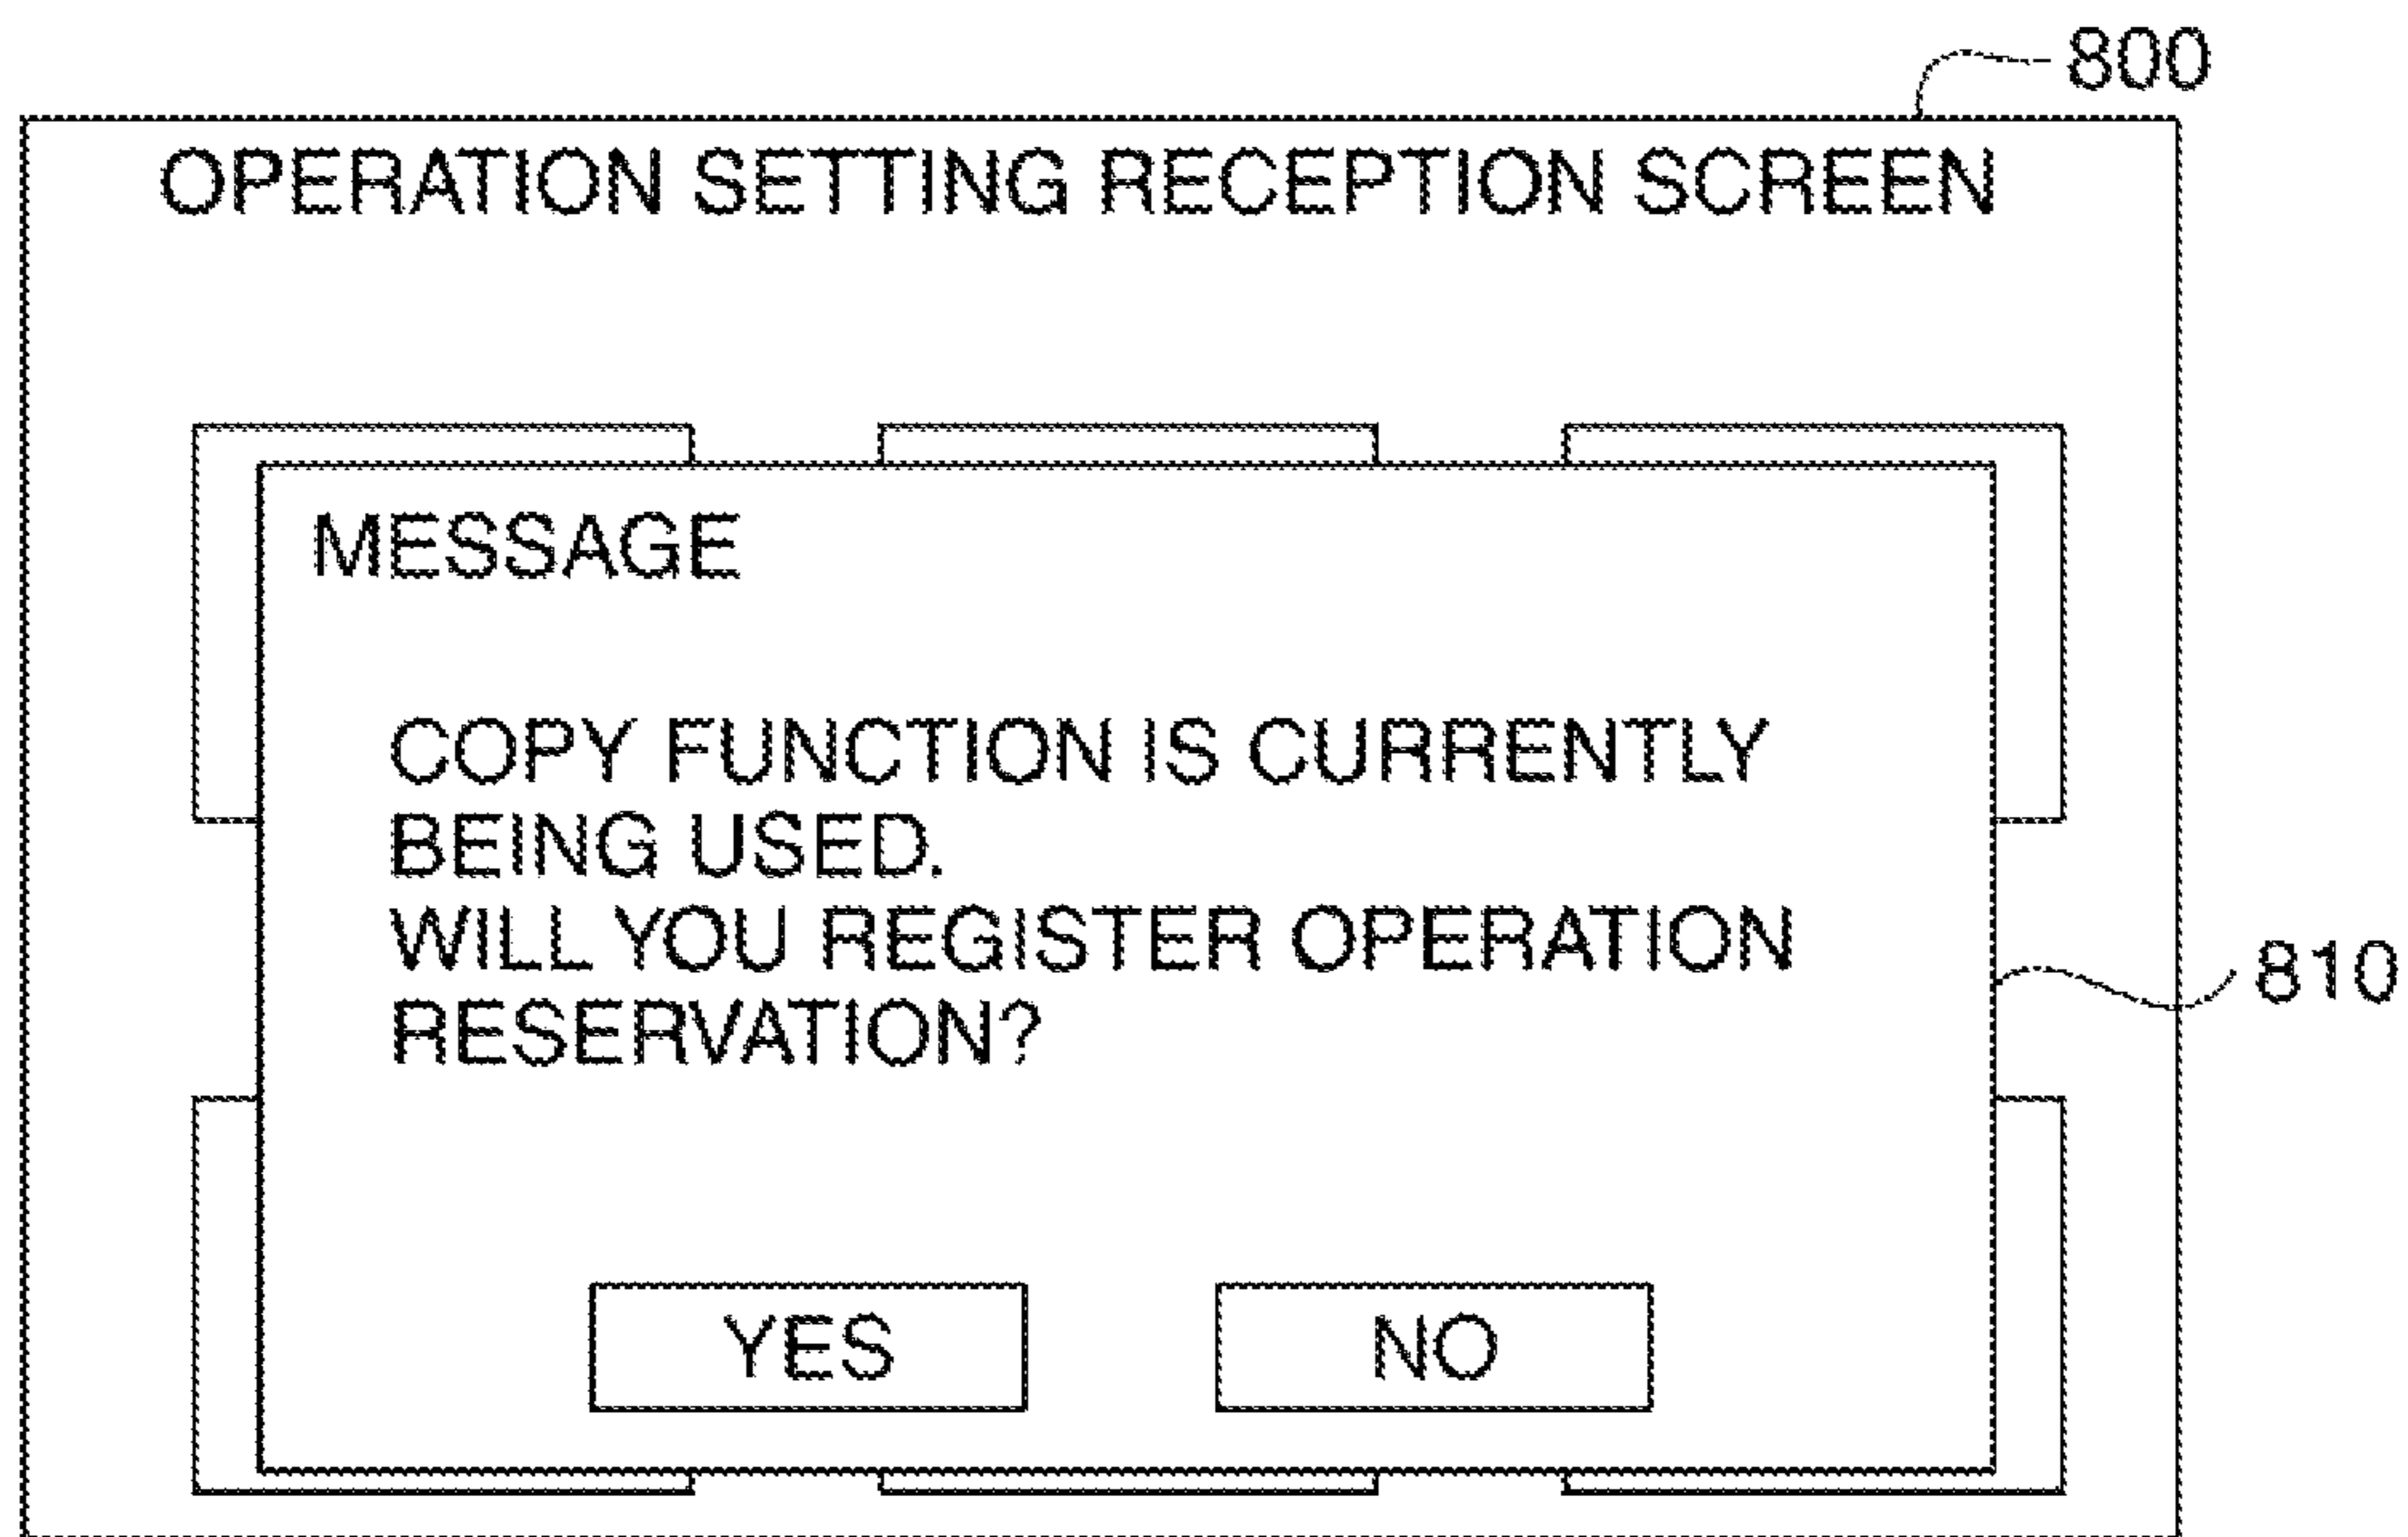 800
OPERATION SETTING RECEPTION SCREEN
MESSAGE
COPY FUNCTION IS CURRENTLY
BEING USED.
WILL YOU REGISTER OPERATION
RESERVATION?
810
YES
NO